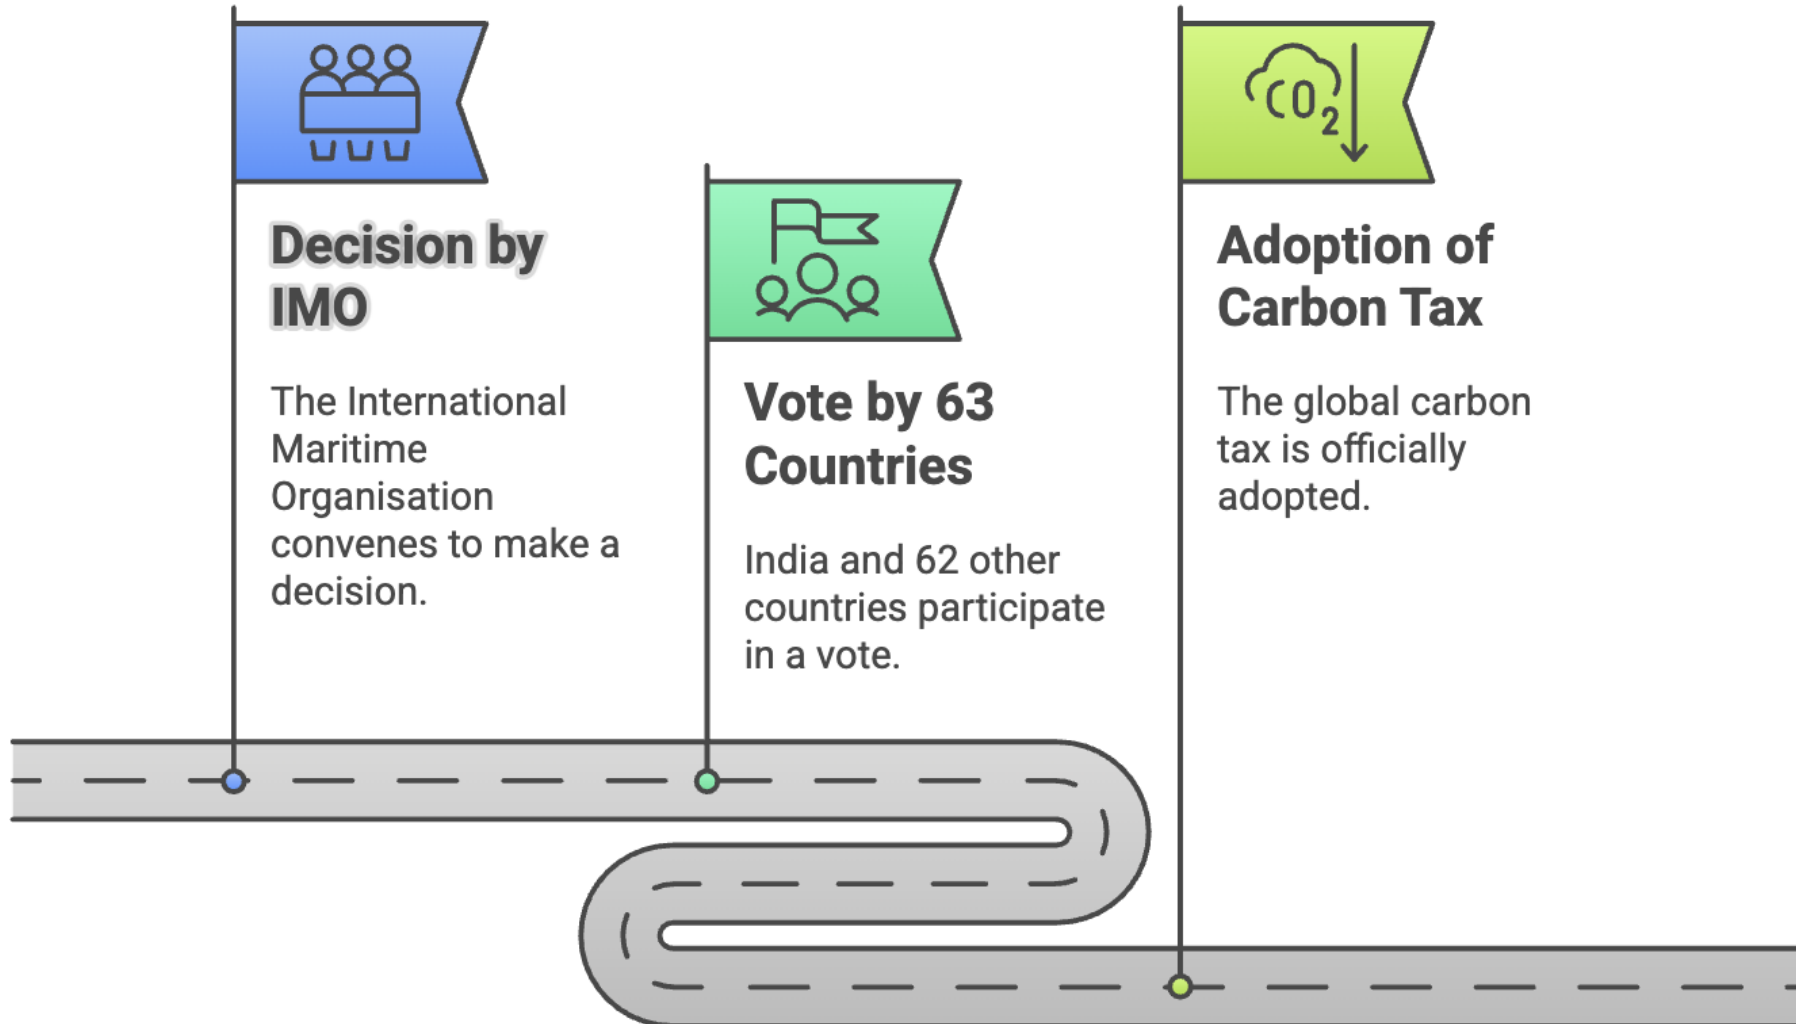 CO2
Decision by
IMO
The International
Maritime
Organisation
convenes to make a
decision.
Vote by 63
Countries
India and 62 other
countries participate
in a vote.
Adoption of
Carbon Tax
The global carbon
tax is officially
adopted.